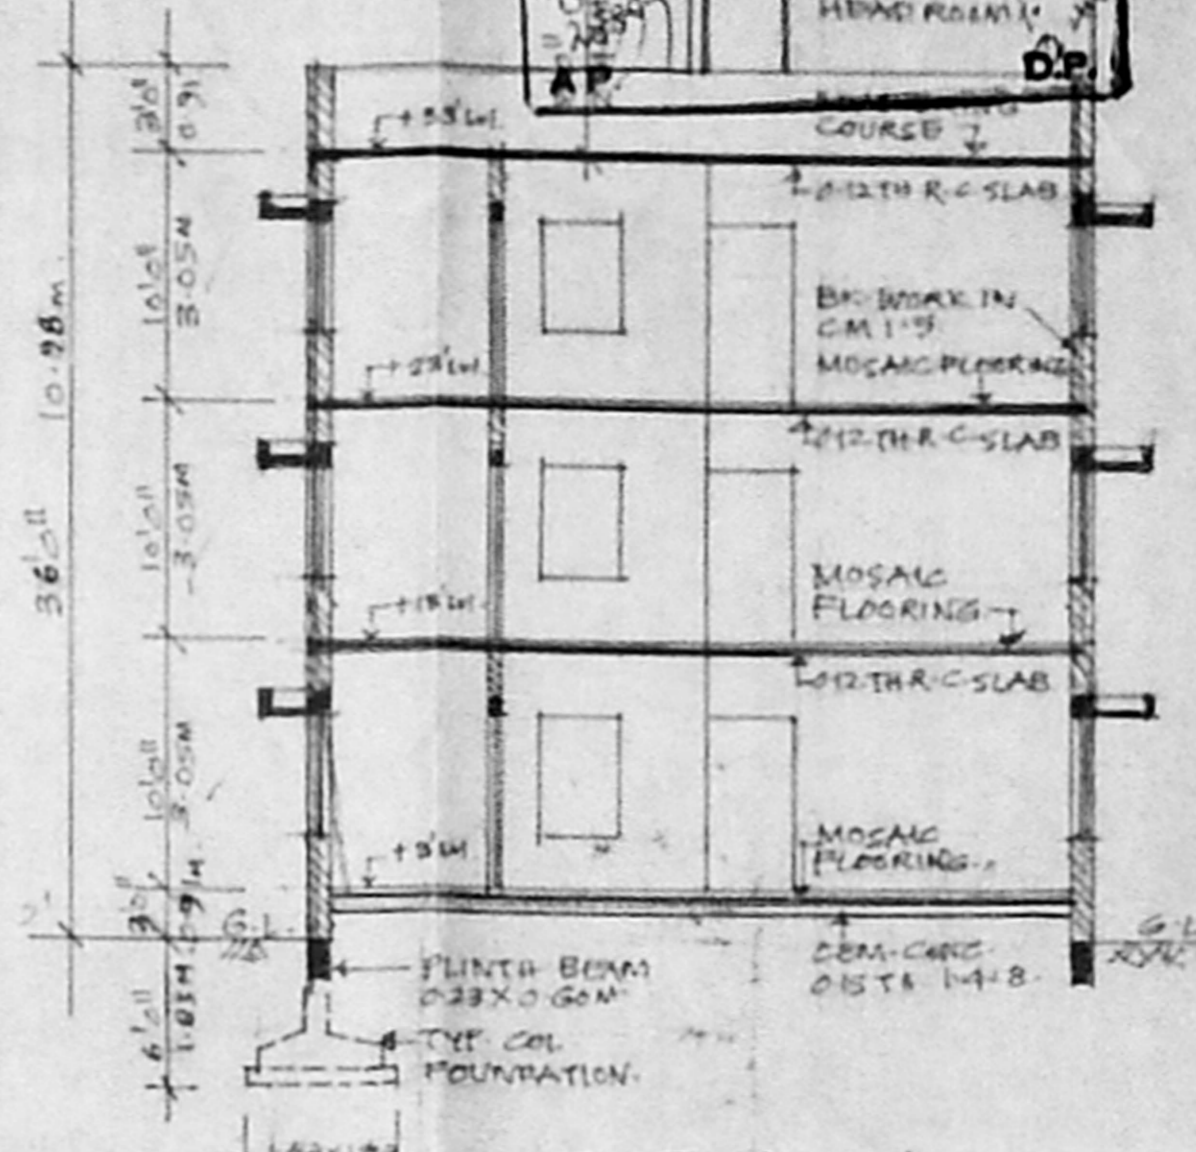 HEADROOM
A P.
D.P.
3'0"
0.91
+33'Lvl.
COURSE
0.12 TH R.C.SLAB
10'0"
3.05M
BK WORK IN
CM 1:5
MOSAIC FLOORING
+23'Lvl.
0.12 TH R.C.SLAB
36'0" 10.98m.
10'0"
3.05M
MOSAIC
FLOORING
+13'Lvl.
0.12 TH R.C.SLAB
10'0"
3.05M
MOSAIC
FLOORING
+3'Lvl
3'0"
0.91M
G.L.
G.L
PLINTH BEAM
0.23 X 0.60M
CEM-CONC
0.15 TH 1-4-8
6'0"
1.83M
TYP. COL
FOUNDATION.